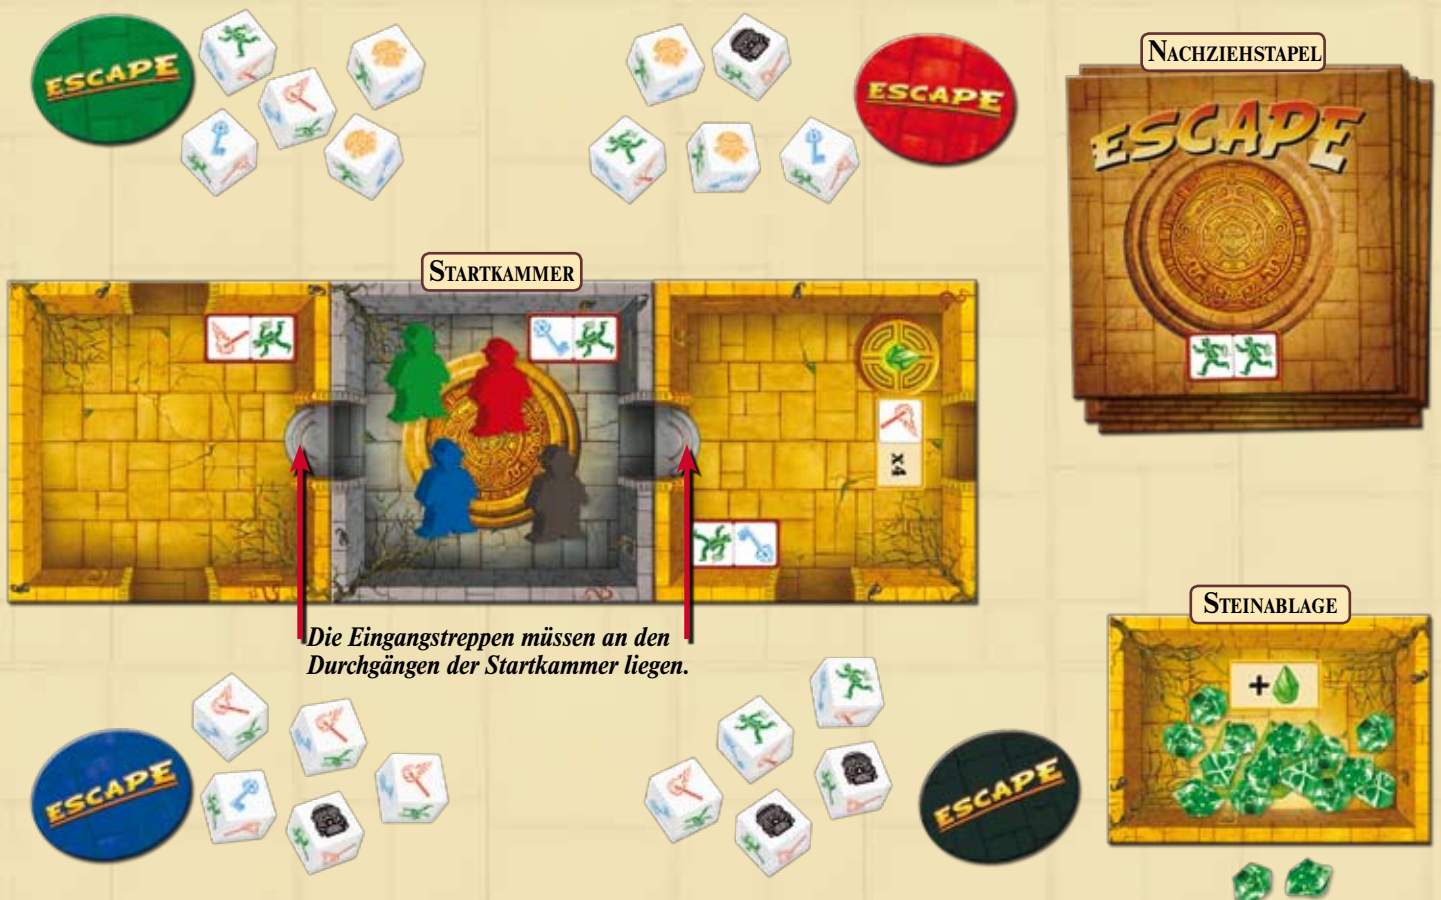 ESCAPE
ESCAPE
NACHZIEHSTAPEL
ESCAPE
STARTKAMMER
x4
Die Eingangstreppen müssen an den
Durchgängen der Startkammer liegen.
STEINABLAGE
+
ESCAPE
ESCAPE